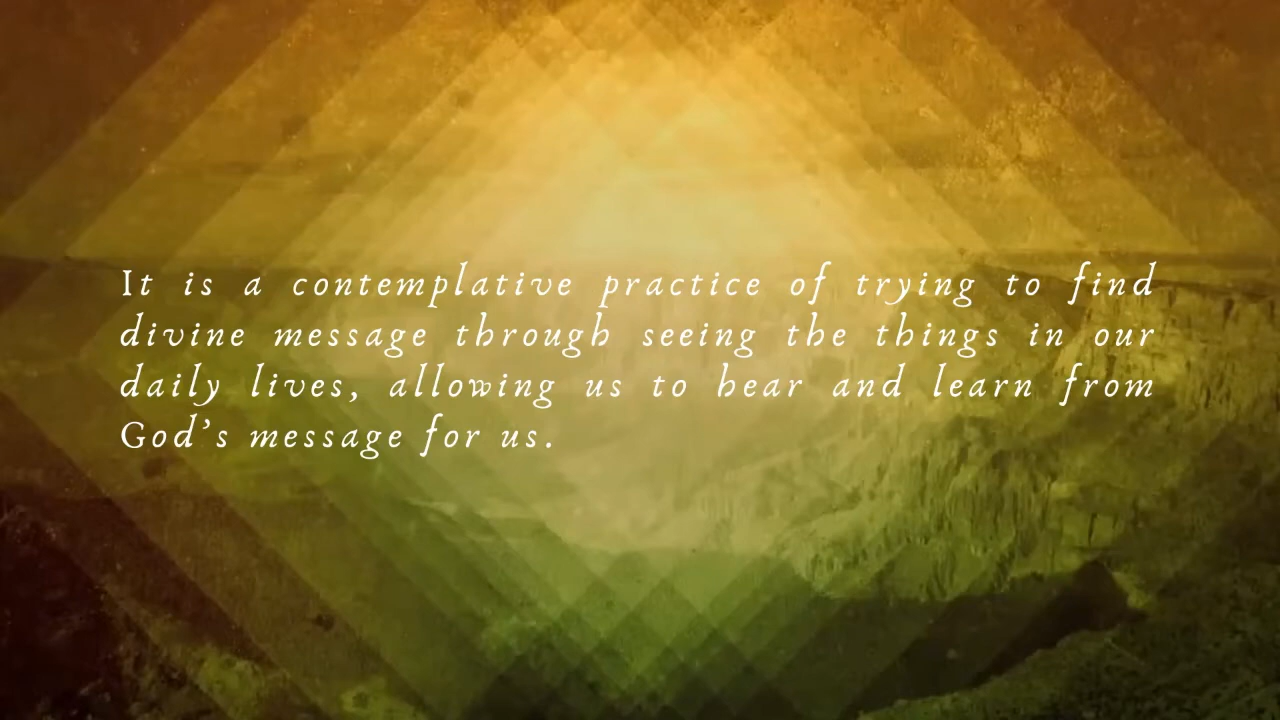 It is a contemplative practice of trying to find
divine message through seeing the things in our
daily lives, allowing us to hear and learn from
God’s message for us.